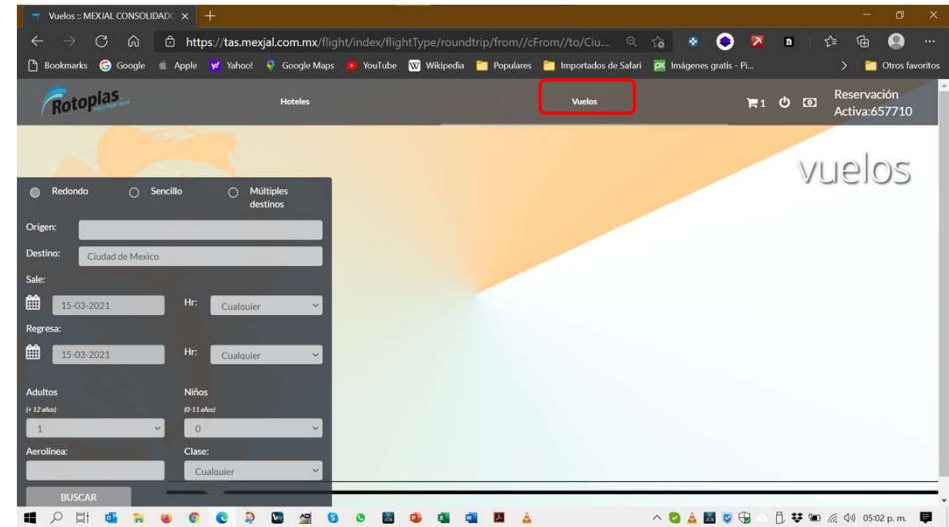 Vuelos :: MEXJAL CONSOLIDADO
https://tas.mexjal.com.mx/flight/index/flightType/roundtrip/from//cFrom//to/Ciu...
Bookmarks Google Apple Yahoo! Google Maps YouTube Wikipedia Populares Importados de Safari Imágenes gratis - Pi... Otros favoritos
Rotoplas Hoteles Vuelos 1 Reservación
Activa:657710
vuelos
Redondo Sencillo Múltiples
destinos
Origen:
Destino: Ciudad de Mexico
Sale:
15-03-2021 Hr: Cualquier
Regresa:
15-03-2021 Hr: Cualquier
Adultos Niños
(+ 12 años) (0-11 años)
1 0
Aerolínea: Clase:
Cualquier
BUSCAR
05:02 p. m.